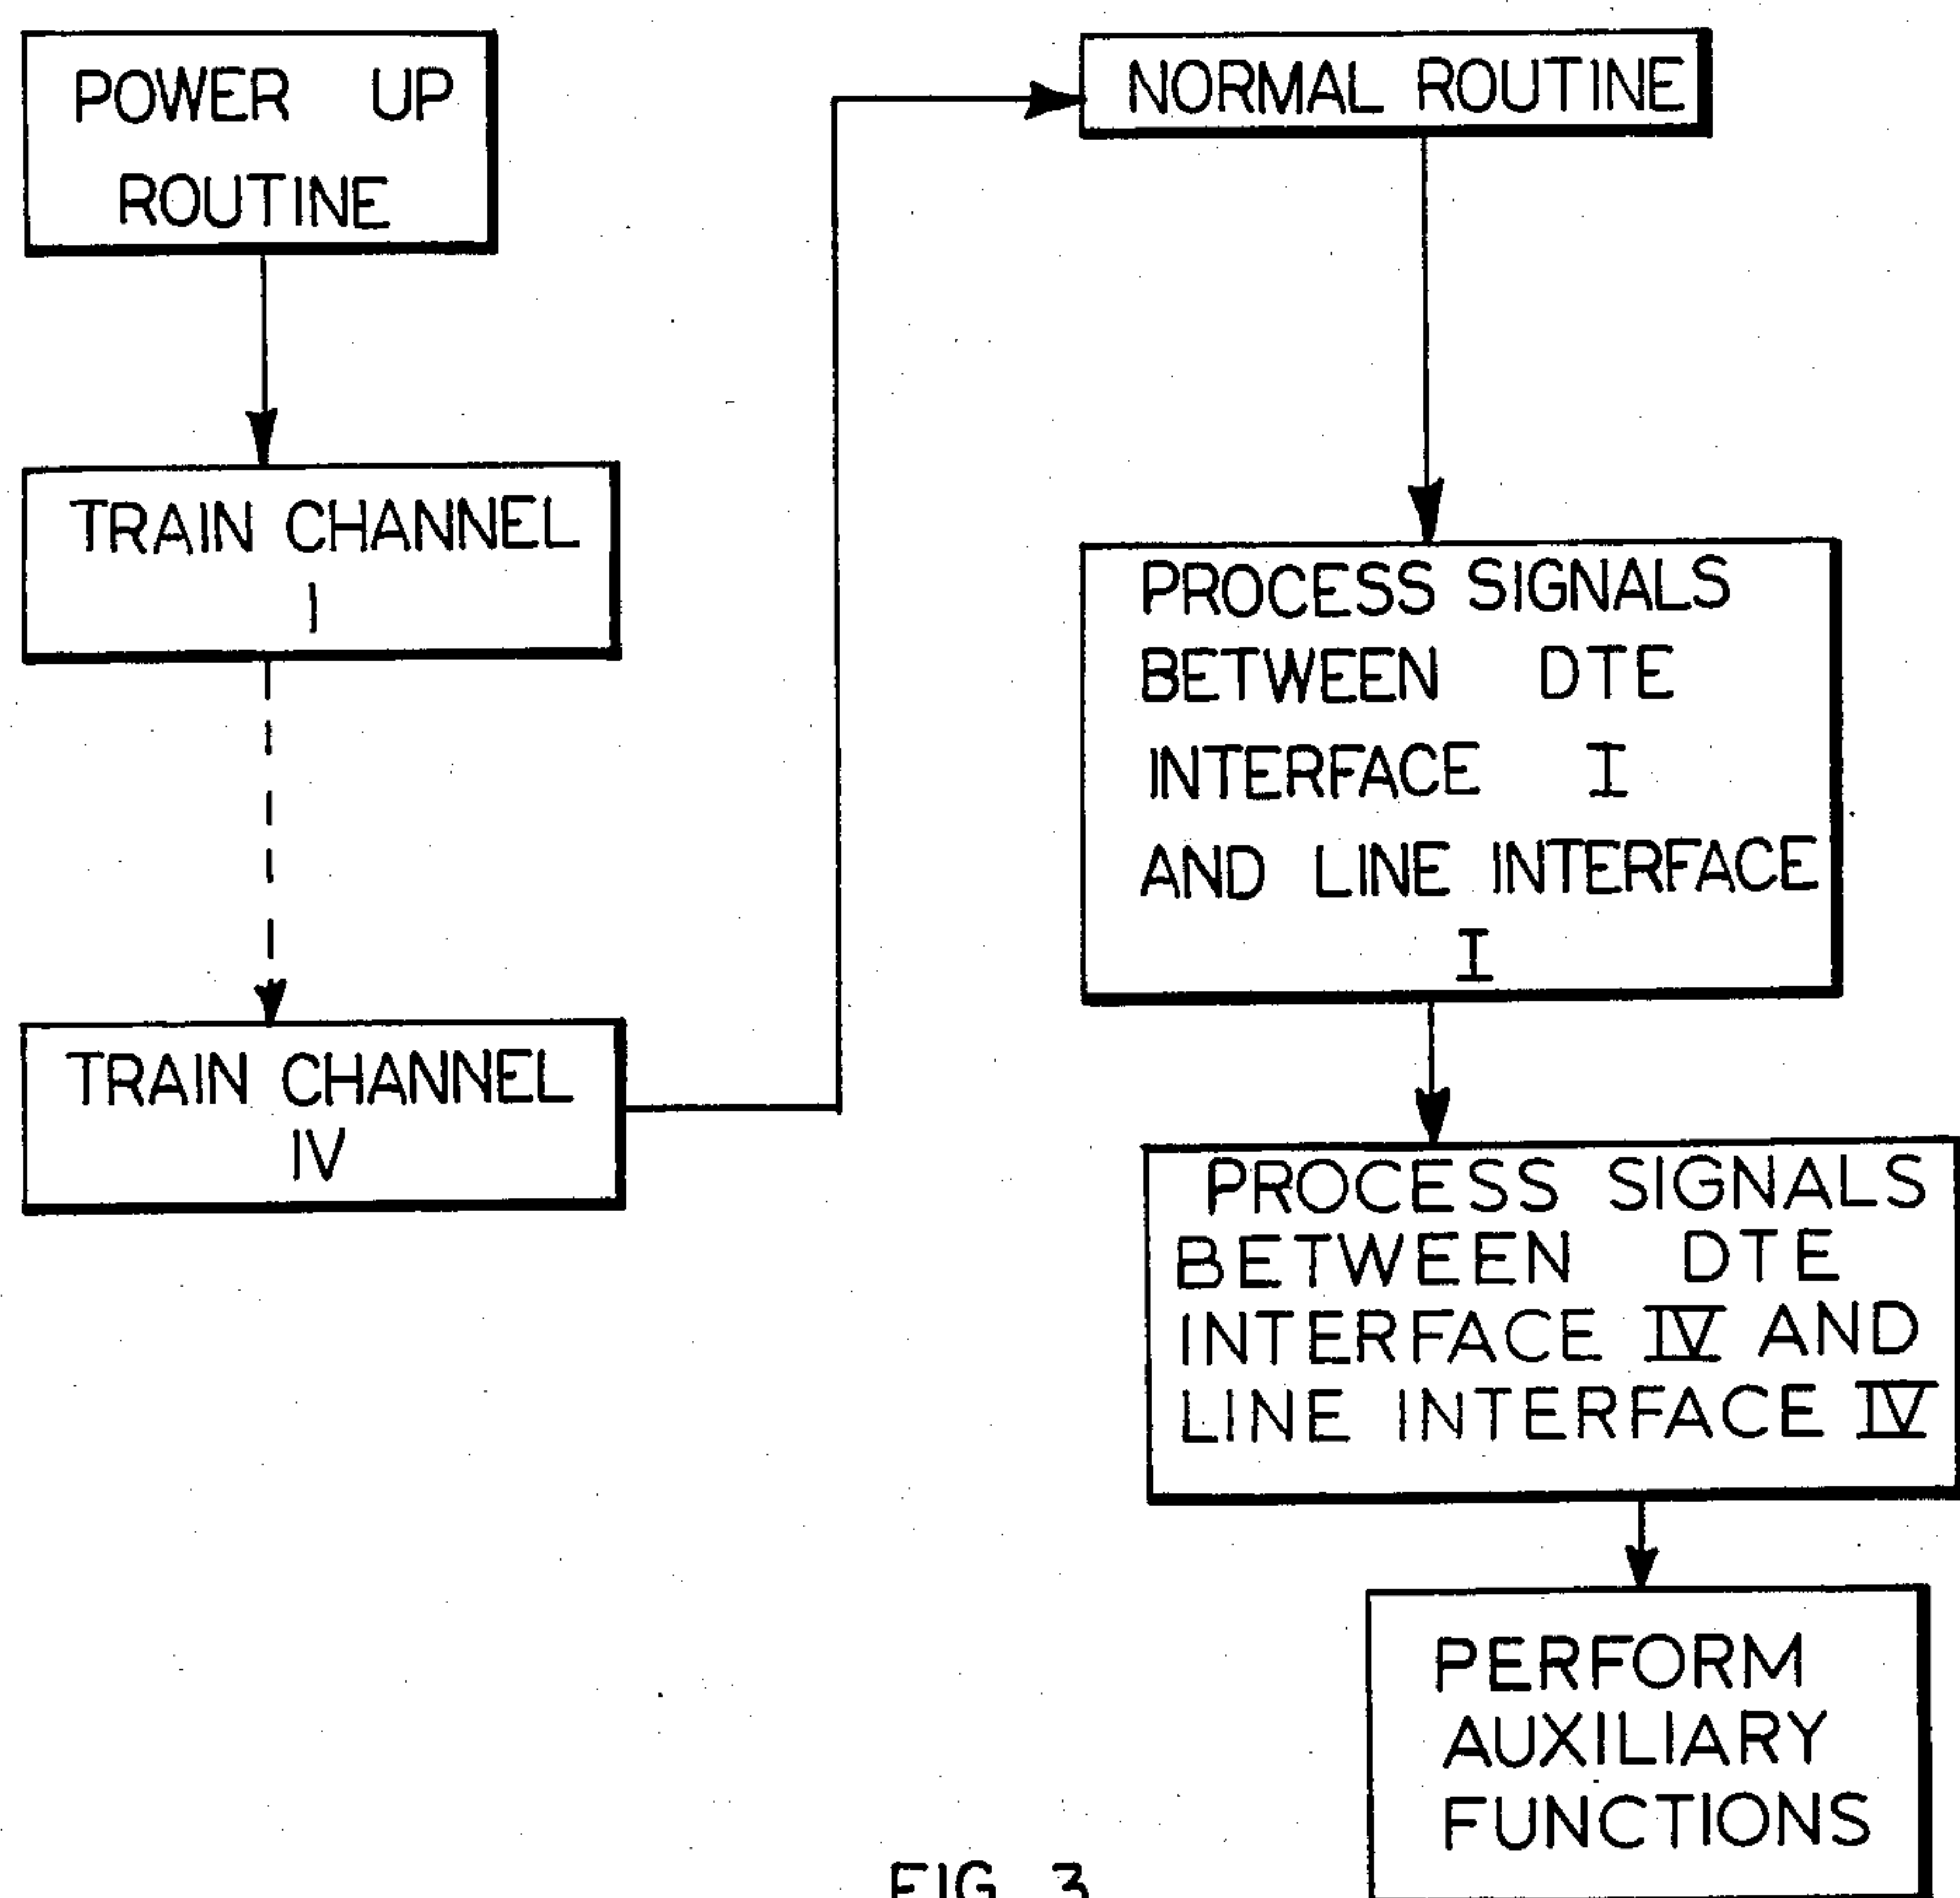 POWER UP
ROUTINE
TRAIN CHANNEL
I
TRAIN CHANNEL
IV
NORMAL ROUTINE
PROCESS SIGNALS
BETWEEN DTE
INTERFACE I
AND LINE INTERFACE
I
PROCESS SIGNALS
BETWEEN DTE
INTERFACE IV AND
LINE INTERFACE IV
PERFORM
AUXILIARY
FUNCTIONS
FIG. 3